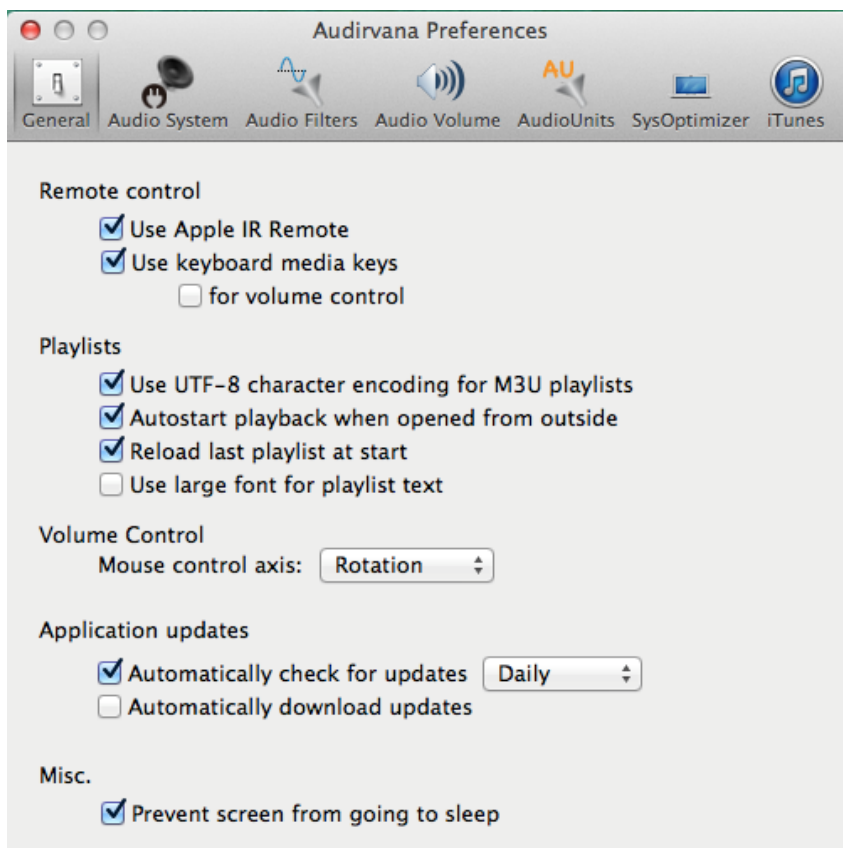 Audirvana Preferences
AU
General Audio System Audio Filters Audio Volume AudioUnits SysOptimizer iTunes
Remote control
Use Apple IR Remote
Use keyboard media keys
for volume control
Playlists
Use UTF-8 character encoding for M3U playlists
Autostart playback when opened from outside
Reload last playlist at start
Use large font for playlist text
Volume Control
Mouse control axis: Rotation
Application updates
Automatically check for updates Daily
Automatically download updates
Misc.
Prevent screen from going to sleep